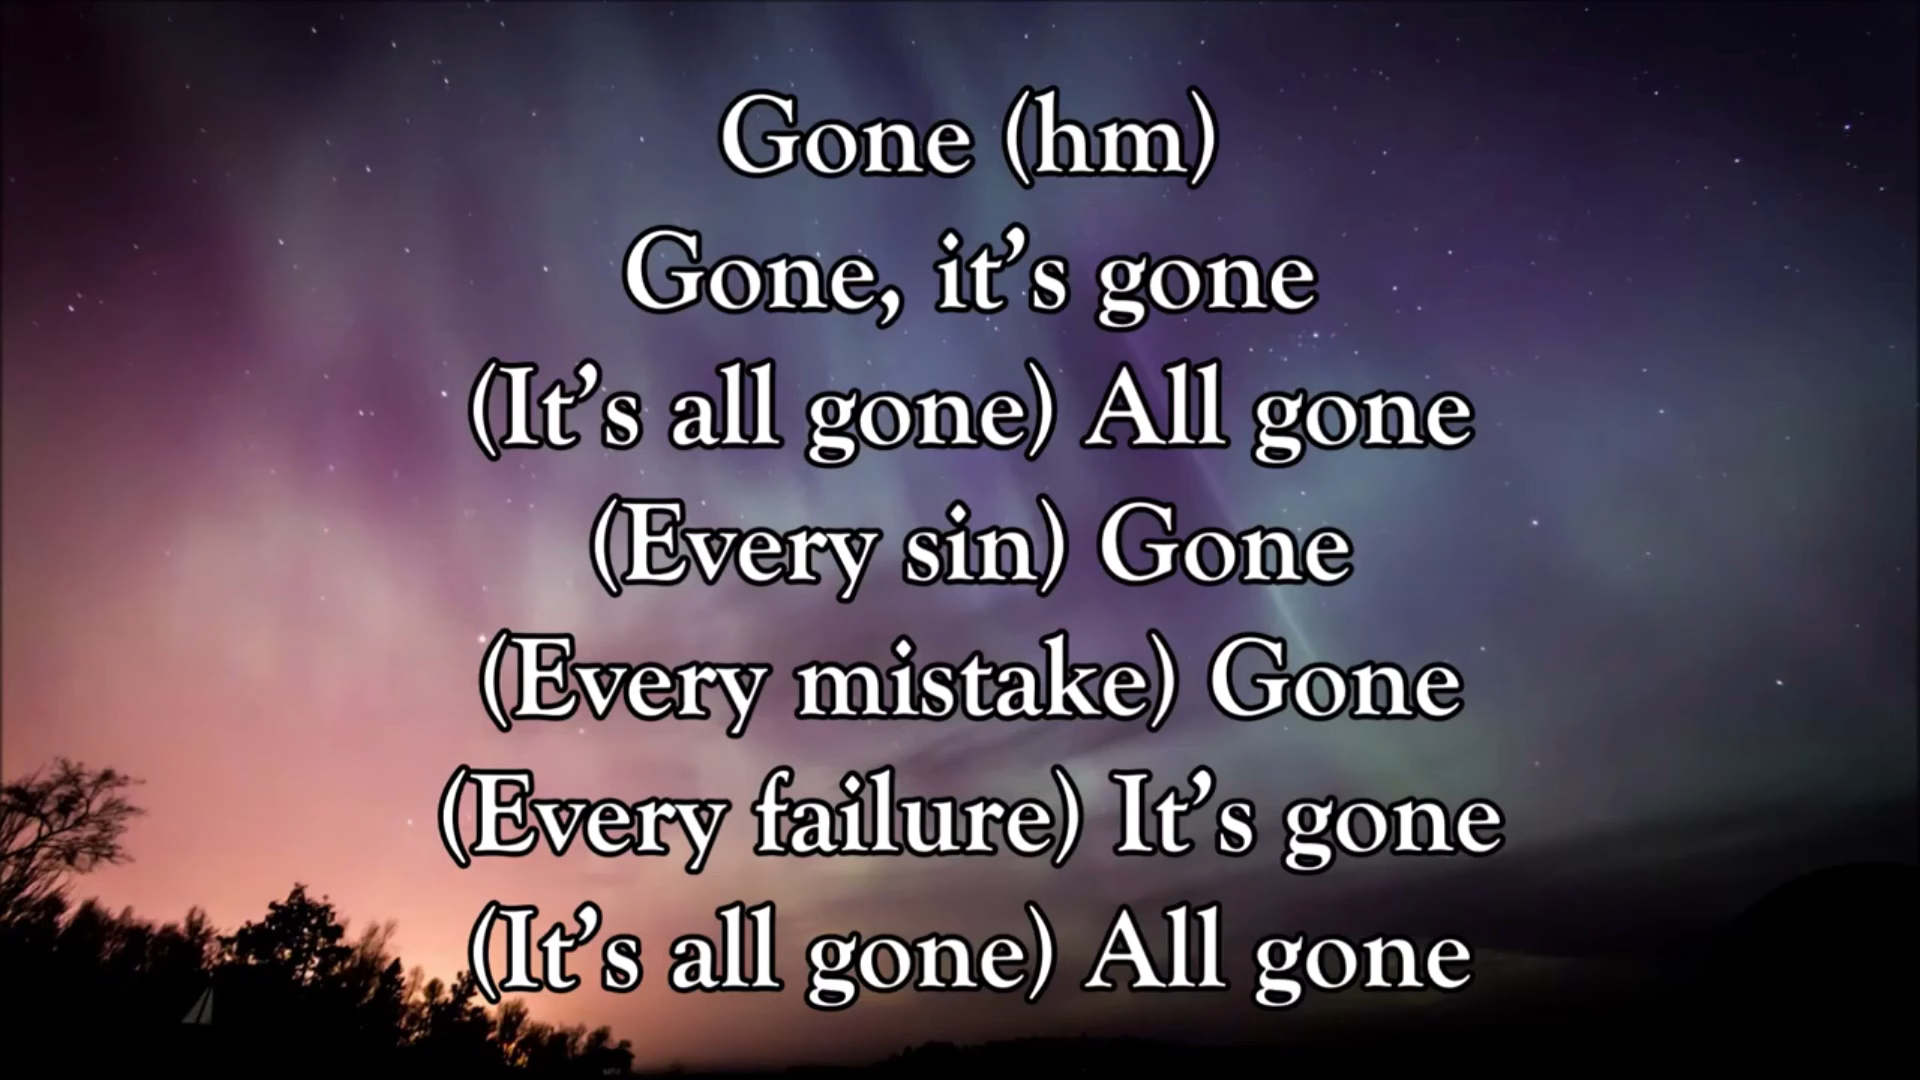 Gone (hm)
Gone, it's gone
(It's all gone) All gone
(Every sin) Gone
(Every mistake) Gone
(Every failure) It's gone
(It's all gone) All gone